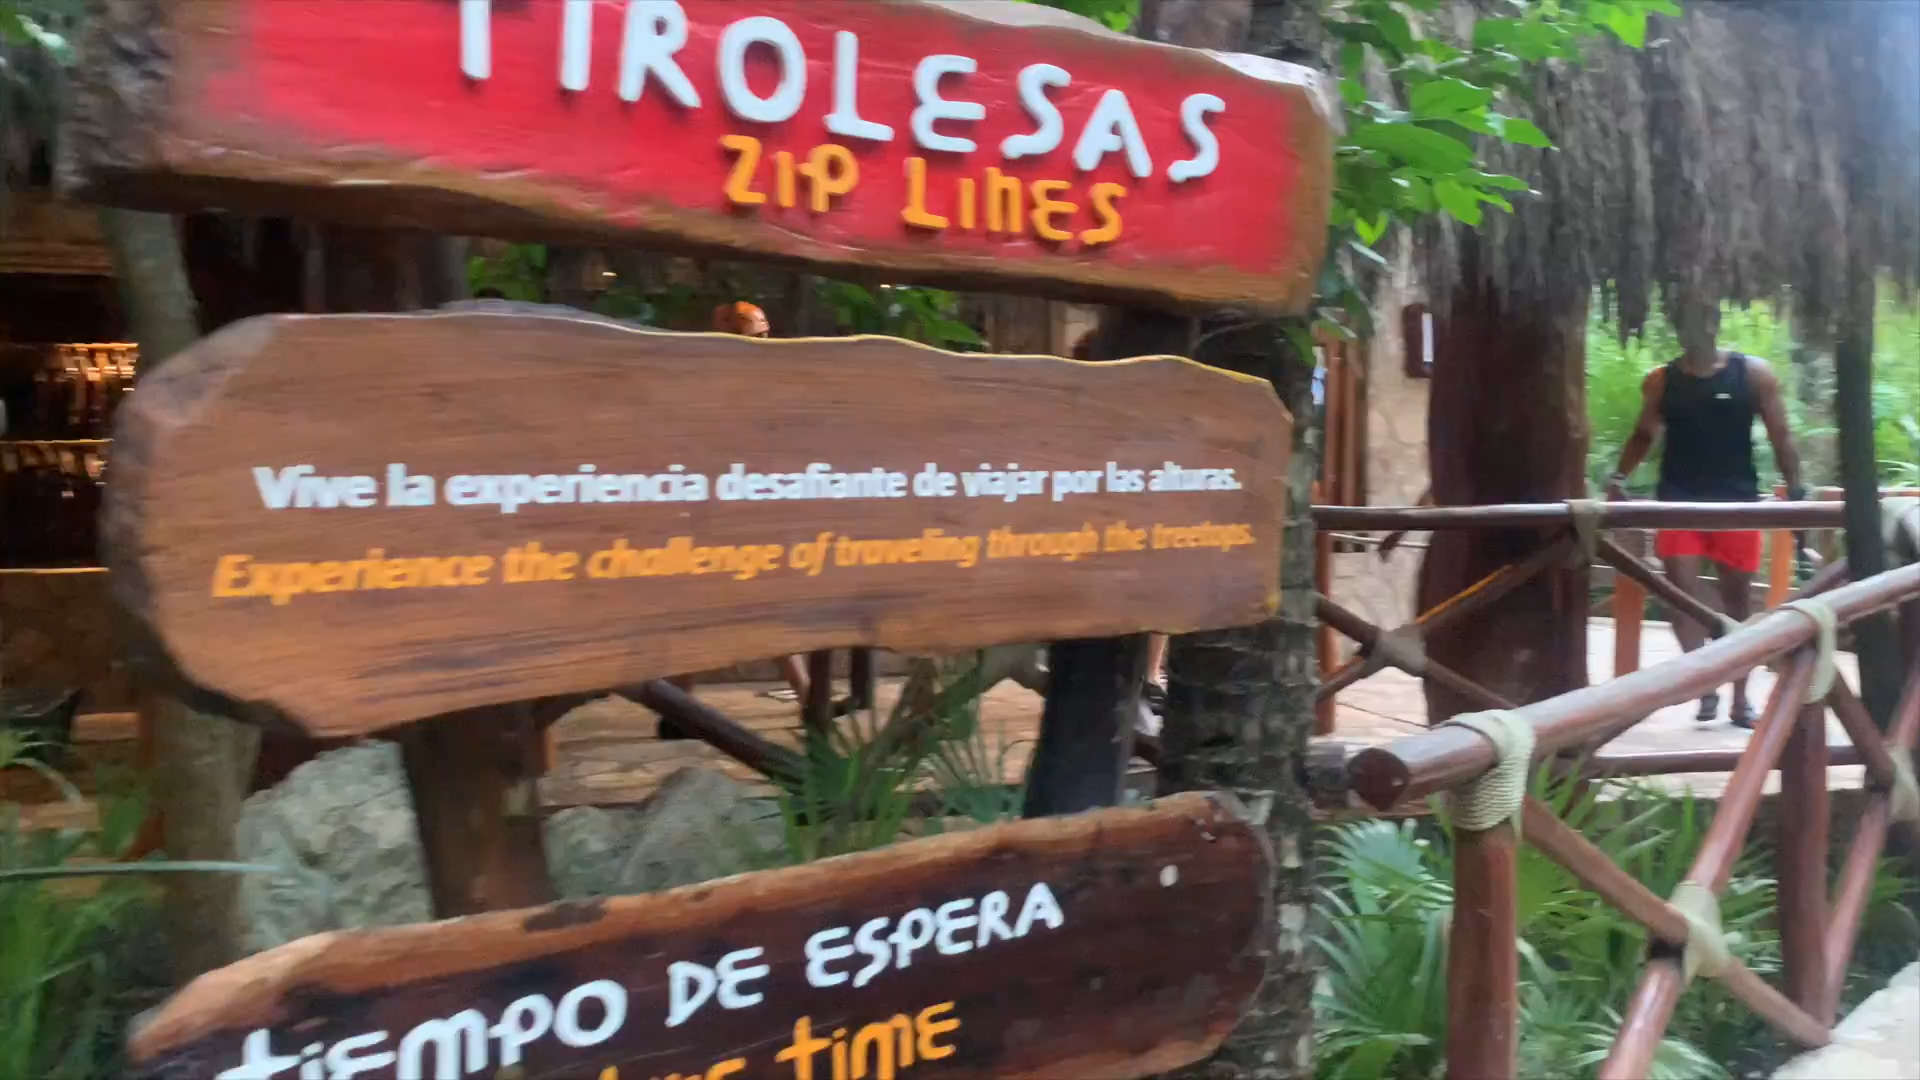 TIROLESAS
ZIP LINES
Vive la experiencia desafiante de viajar por las alturas.
Experience the challenge of traveling through the treetops.
TIEMPO DE ESPERA
TIME